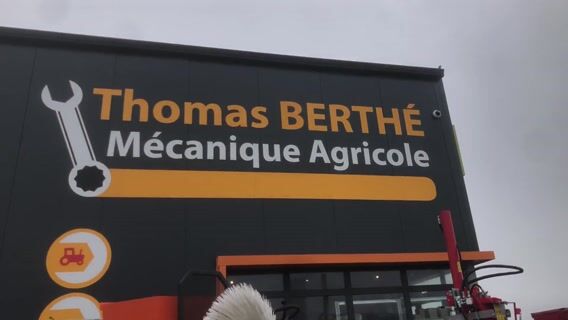 Thomas BERTHÉ
Mécanique Agricole